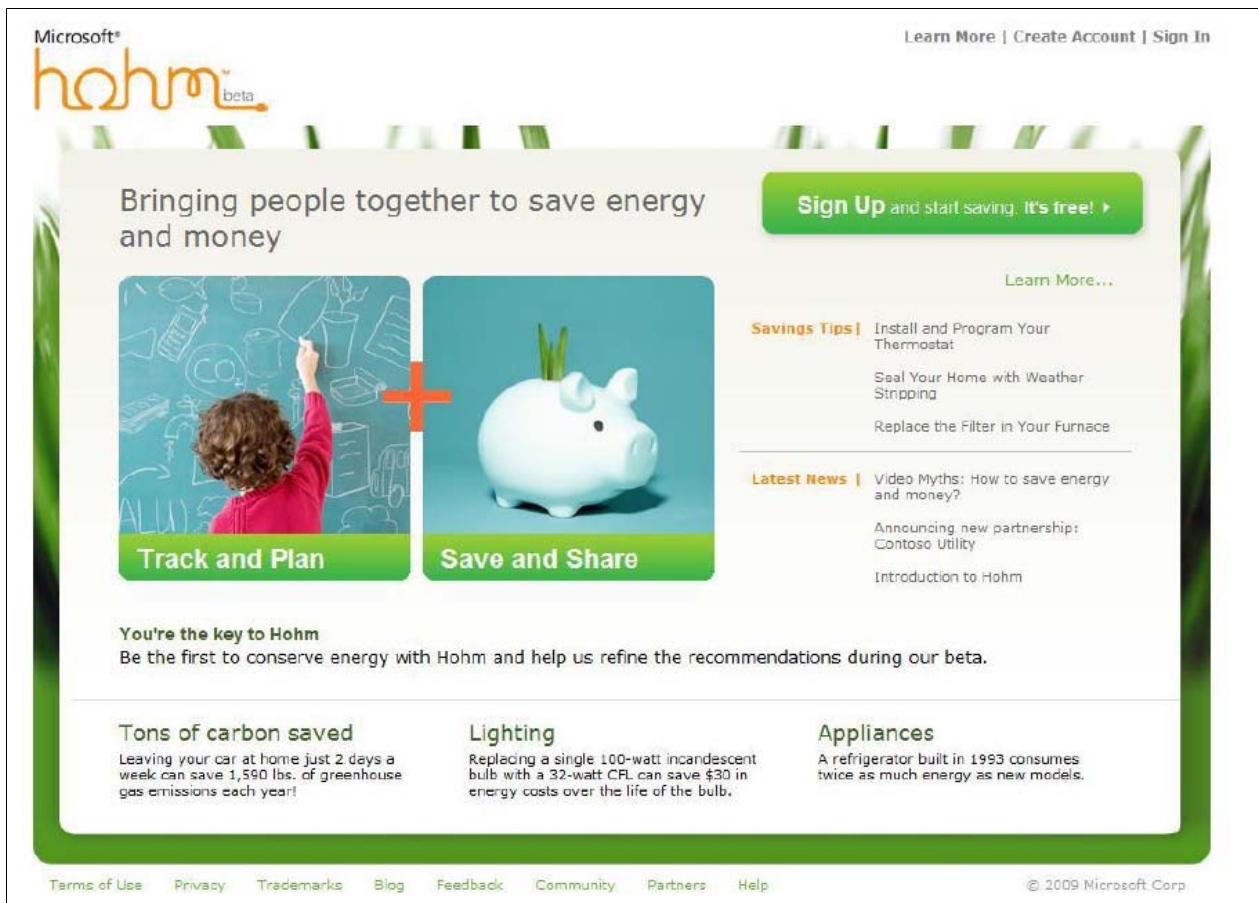 Microsoft®
Learn More | Create Account | Sign In
hohm™
beta
Bringing people together to save energy
and money
Sign Up and start saving. It's free!
Learn More...
CO2
ALU)
Track and Plan
Save and Share
Savings Tips| Install and Program Your
Thermostat
Seal Your Home with Weather
Stripping
Replace the Filter in Your Furnace
Latest News | Video Myths: How to save energy
and money?
Announcing new partnership:
Contoso Utility
Introduction to Hohm
You're the key to Hohm
Be the first to conserve energy with Hohm and help us refine the recommendations during our beta.
Tons of carbon saved
Leaving your car at home just 2 days a
week can save 1,590 lbs. of greenhouse
gas emissions each year!
Lighting
Replacing a single 100-watt incandescent
bulb with a 32-watt CFL can save $30 in
energy costs over the life of the bulb.
Appliances
A refrigerator built in 1993 consumes
twice as much energy as new models.
Terms of Use Privacy Trademarks Blog Feedback Community Partners Help
© 2009 Microsoft Corp